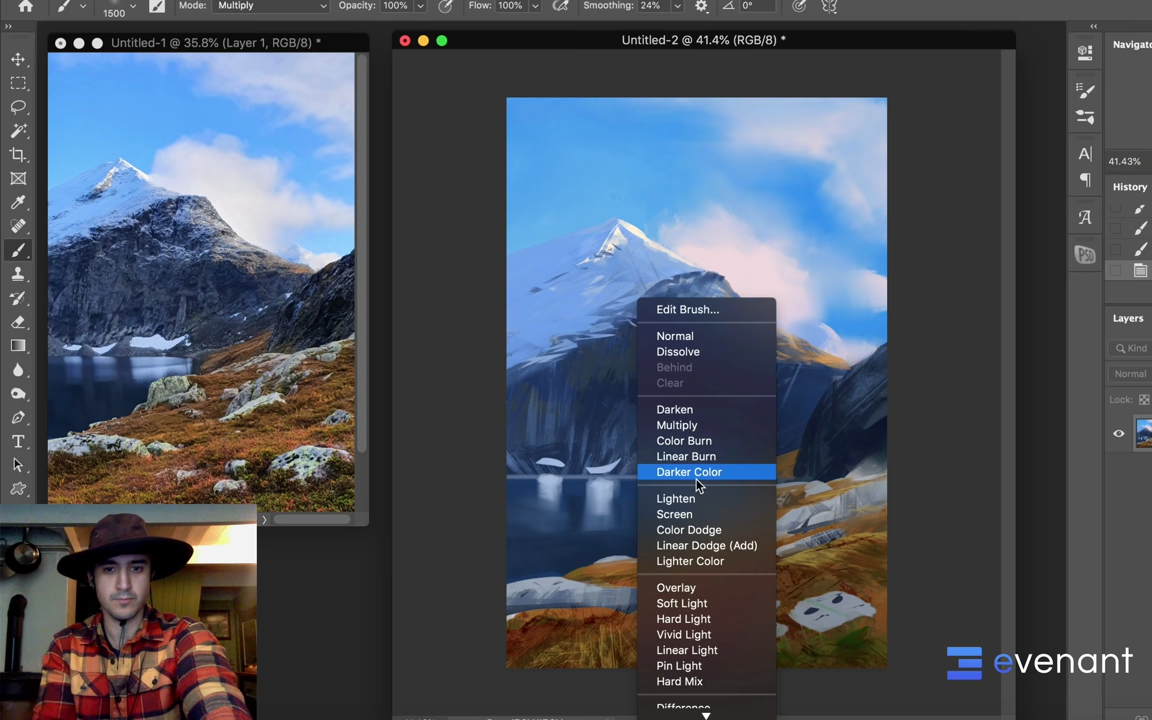 1500
Mode: Multiply
Opacity: 100%
Flow: 100%
Smoothing: 24%
0°
Untitled-1 @ 35.8% (Layer 1, RGB/8) *
Untitled-2 @ 41.4% (RGB/8) *
Edit Brush...
Normal
Dissolve
Behind
Clear
Darken
Multiply
Color Burn
Linear Burn
Darker Color
Lighten
Screen
Color Dodge
Linear Dodge (Add)
Lighter Color
Overlay
Soft Light
Hard Light
Vivid Light
Linear Light
Pin Light
Hard Mix
Difference
Navigato
41.43%
History
Layers
Kind
Normal
Lock:
evenant